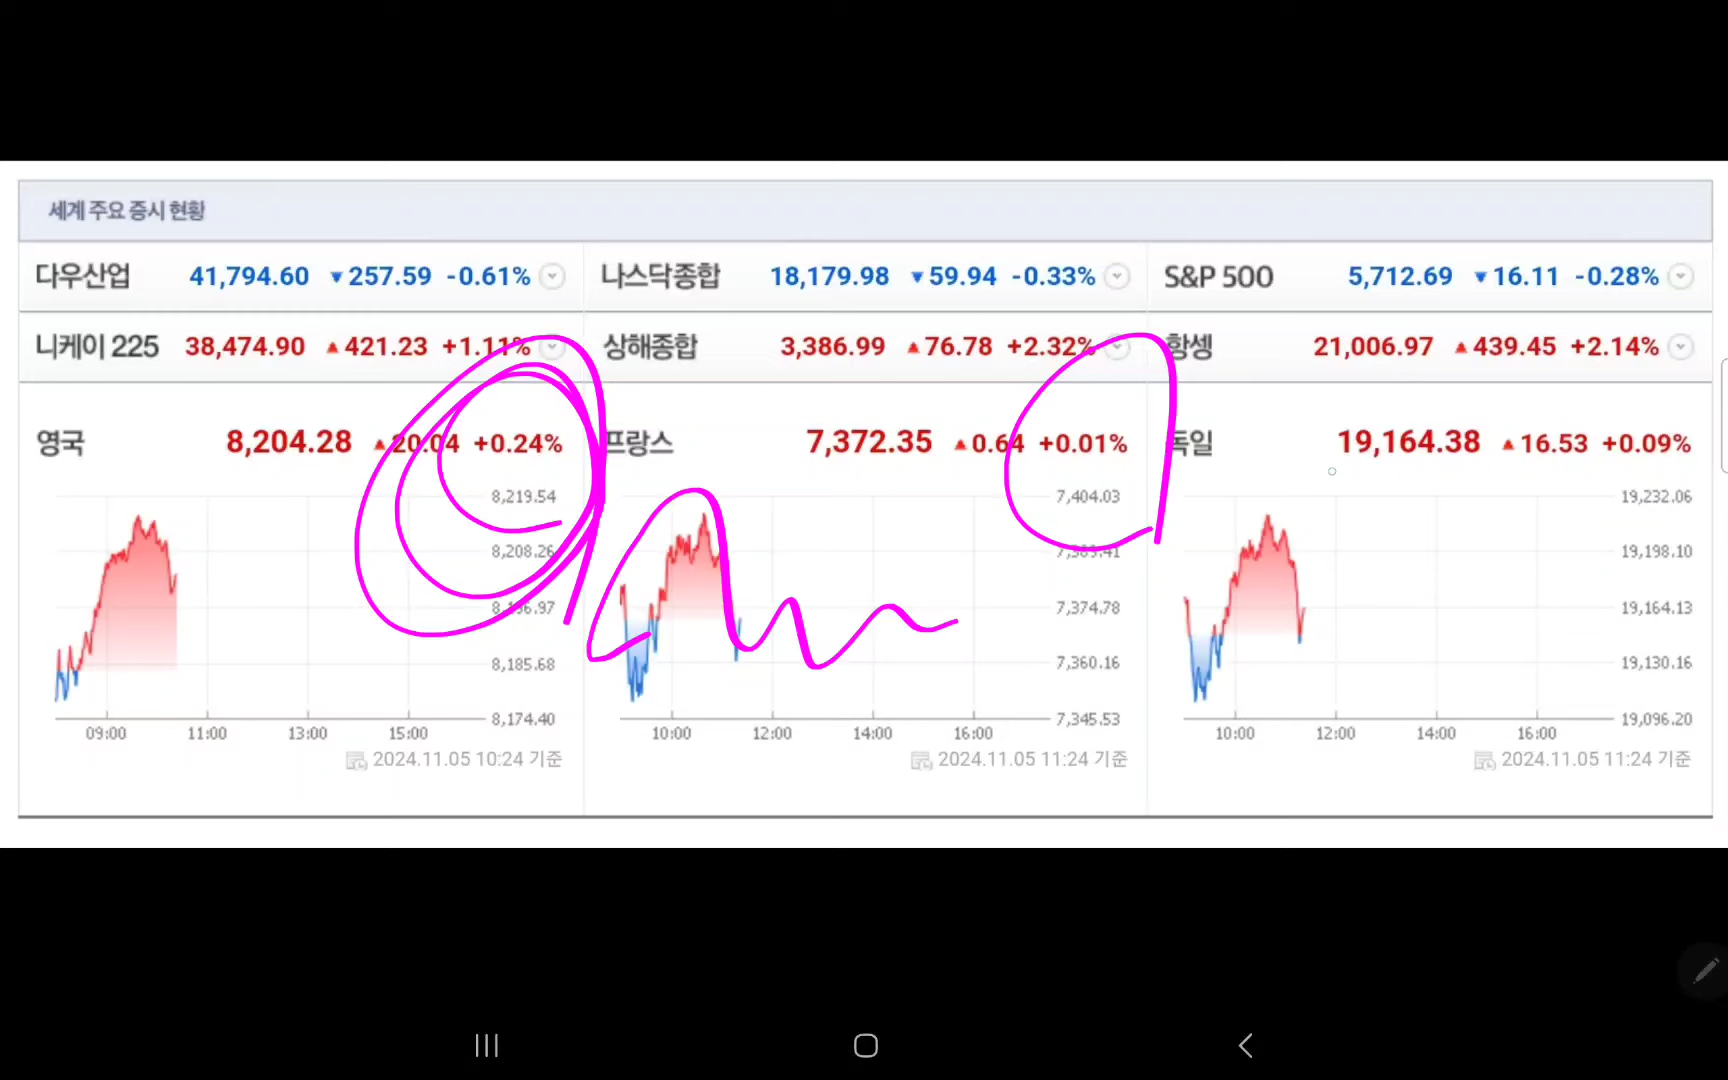 세계 주요 증시 현황
다우산업 41,794.60 ▼257.59 -0.61% 나스닥종합 18,179.98 ▼59.94 -0.33% S&P 500 5,712.69 ▼16.11 -0.28%
니케이 225 38,474.90 ▲421.23 +1.11% 상해종합 3,386.99 ▲76.78 +2.32% 항셍 21,006.97 ▲439.45 +2.14%
영국 8,204.28 ▲20.04 +0.24% 프랑스 7,372.35 ▲0.64 +0.01% 독일 19,164.38 ▲16.53 +0.09%
8,219.54 7,404.03 19,232.06
8,208.26 19,198.10
7,374.78 19,164.13
8,185.68 7,360.16 19,130.16
8,174.40 7,345.53 19,096.20
09:00 11:00 13:00 15:00 10:00 12:00 14:00 16:00 10:00 12:00 14:00 16:00
2024.11.05 10:24 기준 2024.11.05 11:24 기준 2024.11.05 11:24 기준